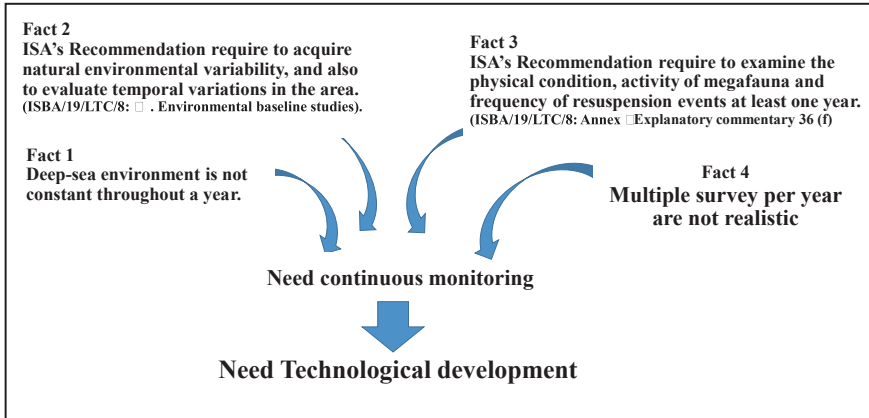 Fact 2
ISA's Recommendation require to acquire
natural environmental variability, and also
to evaluate temporal variations in the area.
(ISBA/19/LTC/8: □ . Environmental baseline studies).
Fact 3
ISA's Recommendation require to examine the
physical condition, activity of megafauna and
frequency of resuspension events at least one year.
(ISBA/19/LTC/8: Annex □Explanatory commentary 36 (f)
Fact 1
Deep-sea environment is not
constant throughout a year.
Fact 4
Multiple survey per year
are not realistic
Need continuous monitoring
Need Technological development